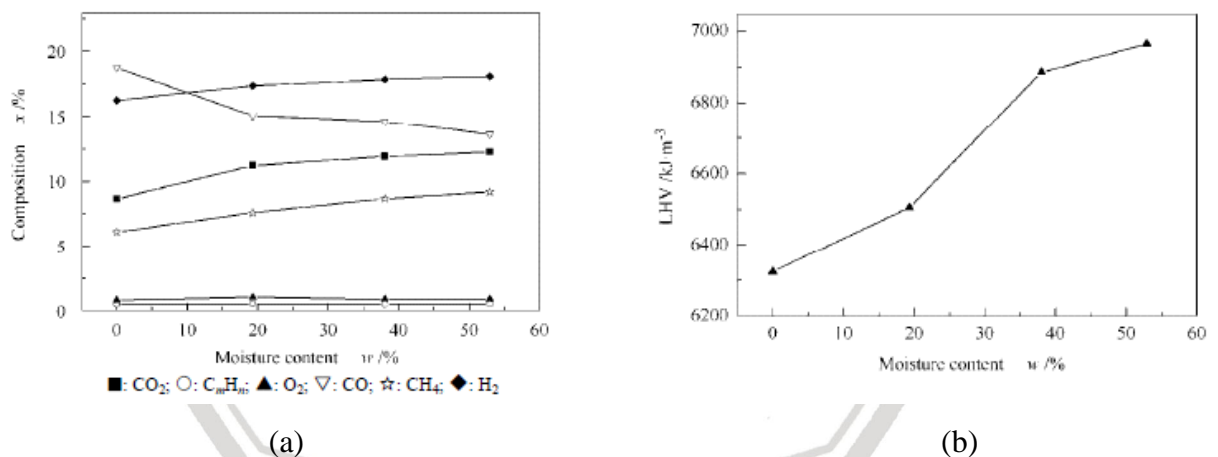 20
15
10
5
0
Composition x /%
0 10 20 30 40 50 60
Moisture content w /%
■: CO₂; ○: CₘHₙ; ▲: O₂; ▽: CO; ☆: CH₄; ◆: H₂
(a)
7000
6800
6600
6400
6200
LHV /kJ·m⁻³
0 10 20 30 40 50 60
Moisture content w /%
(b)